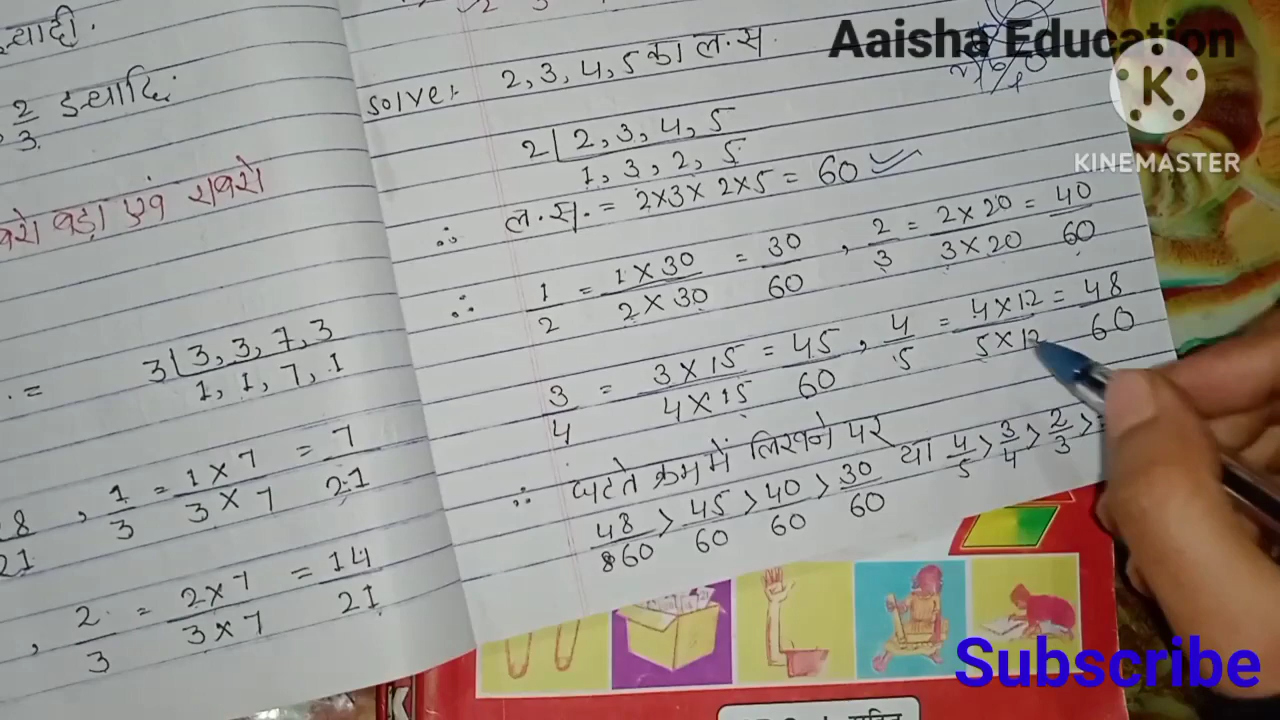 Aaisha Education
K
KINEMASTER
2/3 इत्यादि
सबसे बड़ा एवं सबसे
= 3 | 3, 3, 7, 3
1, 1, 7, 1
, 1/3 = 1×7/3×7 = 7/21
, 2/3 = 2×7/3×7 = 14/21
solve:- 2, 3, 4, 5 का ल.स.
2 | 2, 3, 4, 5
1, 3, 2, 5
∴ ल.स. = 2×3×2×5 = 60
∴ 1/2 = 1×30/2×30 = 30/60, 2/3 = 2×20/3×20 = 40/60
3/4 = 3×15/4×15 = 45/60, 4/5 = 4×12/5×12 = 48/60
∴ घटते क्रम में लिखने पर
48/60 > 45/60 > 40/60 > 30/60 या 4/5 > 3/4 > 2/3 >
Subscribe